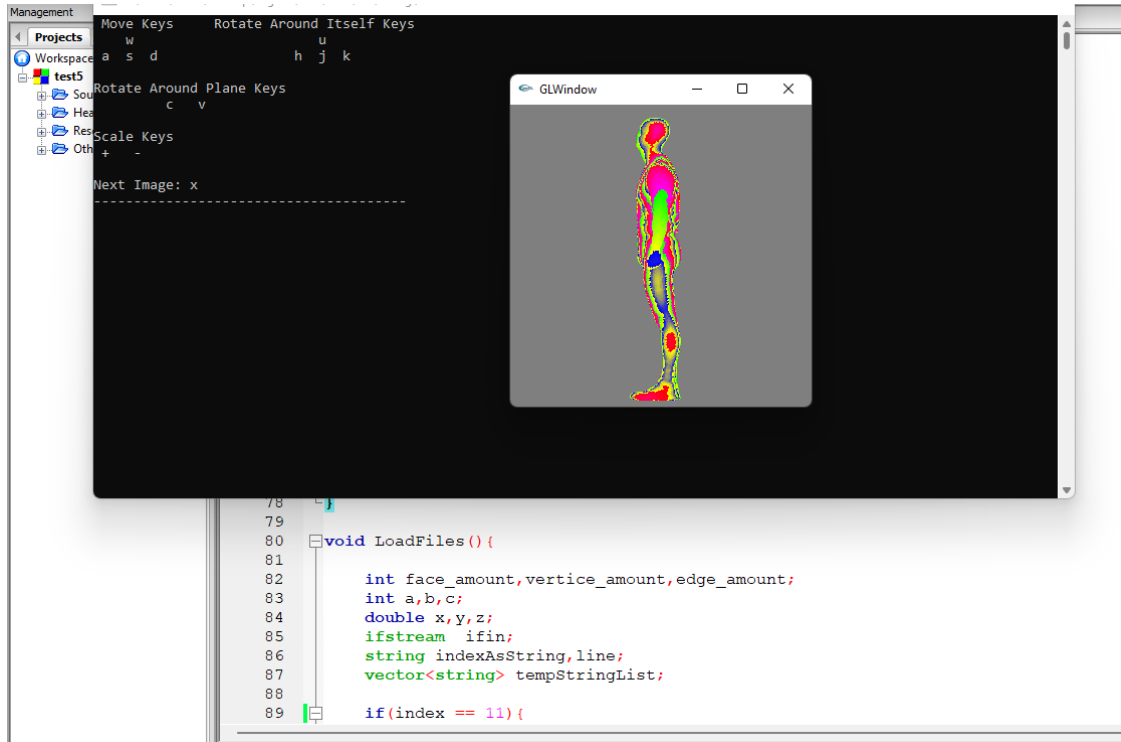 Management
Projects
Workspace
test5
Sou
Hea
Res
Oth
Move Keys     Rotate Around Itself Keys
w                       u
a  s  d                 h  j  k
Rotate Around Plane Keys
c   v
Scale Keys
+   -
Next Image: x
---------------------------------------
GLWindow
78 }
79
80 void LoadFiles(){
81
82 int face_amount,vertice_amount,edge_amount;
83 int a,b,c;
84 double x,y,z;
85 ifstream  ifin;
86 string indexAsString,line;
87 vector<string> tempStringList;
88
89 if(index == 11){